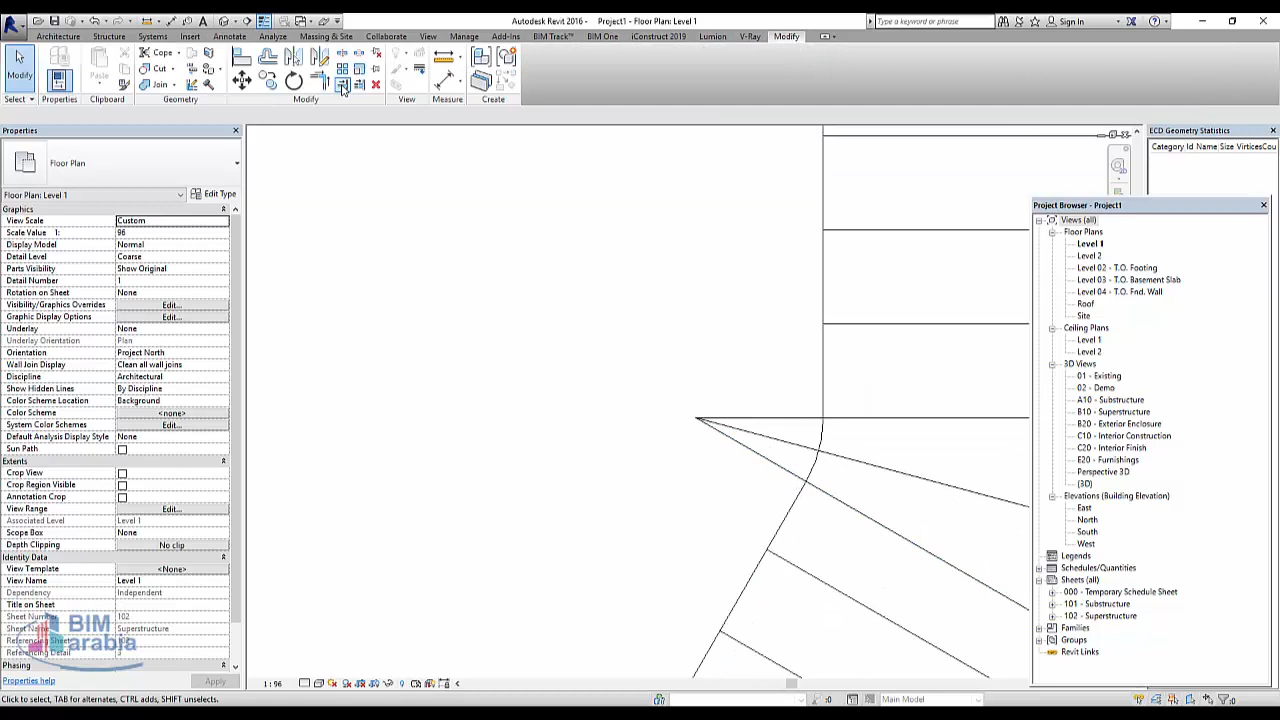 Autodesk Revit 2016 - Project1 - Floor Plan: Level 1
Type a keyword or phrase
Sign In
Architecture Structure Systems Insert Annotate Analyze Massing & Site Collaborate View Manage Add-Ins BIM Track™ BIM One iConstruct 2019 Lumion V-Ray Modify
Modify
Paste
Cope
Cut
Join
Select Properties Clipboard Geometry Modify View Measure Create
Properties
Floor Plan
Floor Plan: Level 1
Edit Type
Graphics
View Scale Custom
Scale Value 1: 96
Display Model Normal
Detail Level Coarse
Parts Visibility Show Original
Detail Number 1
Rotation on Sheet None
Visibility/Graphics Overrides Edit...
Graphic Display Options Edit...
Underlay None
Underlay Orientation Plan
Orientation Project North
Wall Join Display Clean all wall joins
Discipline Architectural
Show Hidden Lines By Discipline
Color Scheme Location Background
Color Scheme <none>
System Color Schemes Edit...
Default Analysis Display Style None
Sun Path
Extents
Crop View
Crop Region Visible
Annotation Crop
View Range Edit...
Associated Level Level 1
Scope Box None
Depth Clipping No clip
Identity Data
View Template <None>
View Name Level 1
Dependency Independent
Title on Sheet
Sheet Number 102
Sheet Name Superstructure
Referencing Sheet
Referencing Detail
Phasing
BIM
arabia
Properties help
Apply
1 : 96
Click to select, TAB for alternates, CTRL adds, SHIFT unselects.
:0
Main Model
:0
ECD Geometry Statistics
Category Id Name Size VirticesCou
Project Browser - Project1
Views (all)
Floor Plans
Level 1
Level 2
Level 02 - T.O. Footing
Level 03 - T.O. Basement Slab
Level 04 - T.O. Fnd. Wall
Roof
Site
Ceiling Plans
Level 1
Level 2
3D Views
01 - Existing
02 - Demo
A10 - Substructure
B10 - Superstructure
B20 - Exterior Enclosure
C10 - Interior Construction
C20 - Interior Finish
E20 - Furnishings
Perspective 3D
{3D}
Elevations (Building Elevation)
East
North
South
West
Legends
Schedules/Quantities
Sheets (all)
000 - Temporary Schedule Sheet
101 - Substructure
102 - Superstructure
Families
Groups
Revit Links